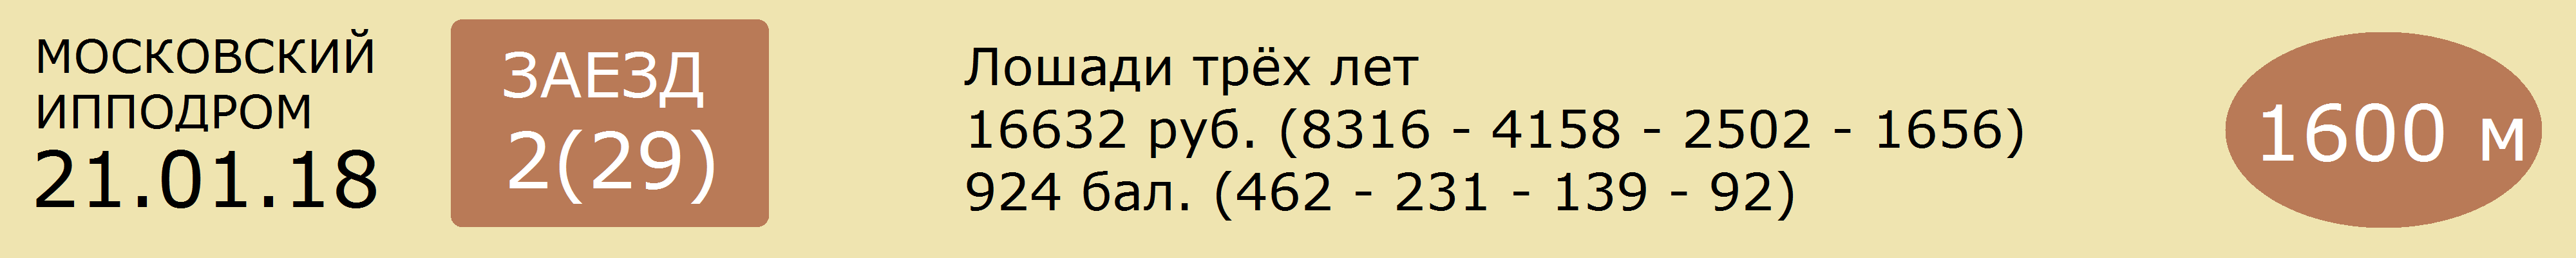 МОСКОВСКИЙ
ИППОДРОМ
21.01.18
ЗАЕЗД
2(29)
Лошади трёх лет
16632 руб. (8316 - 4158 - 2502 - 1656)
924 бал. (462 - 231 - 139 - 92)
1600 м